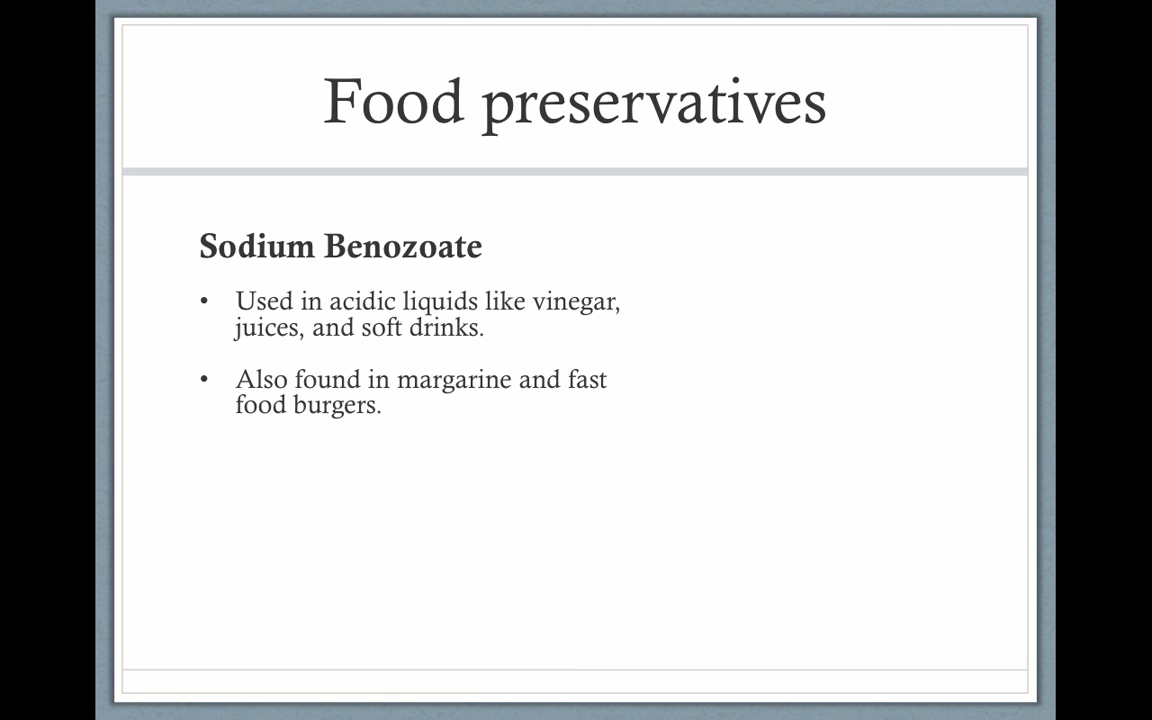 Food preservatives
Sodium Benozoate
• Used in acidic liquids like vinegar,
juices, and soft drinks.
• Also found in margarine and fast
food burgers.